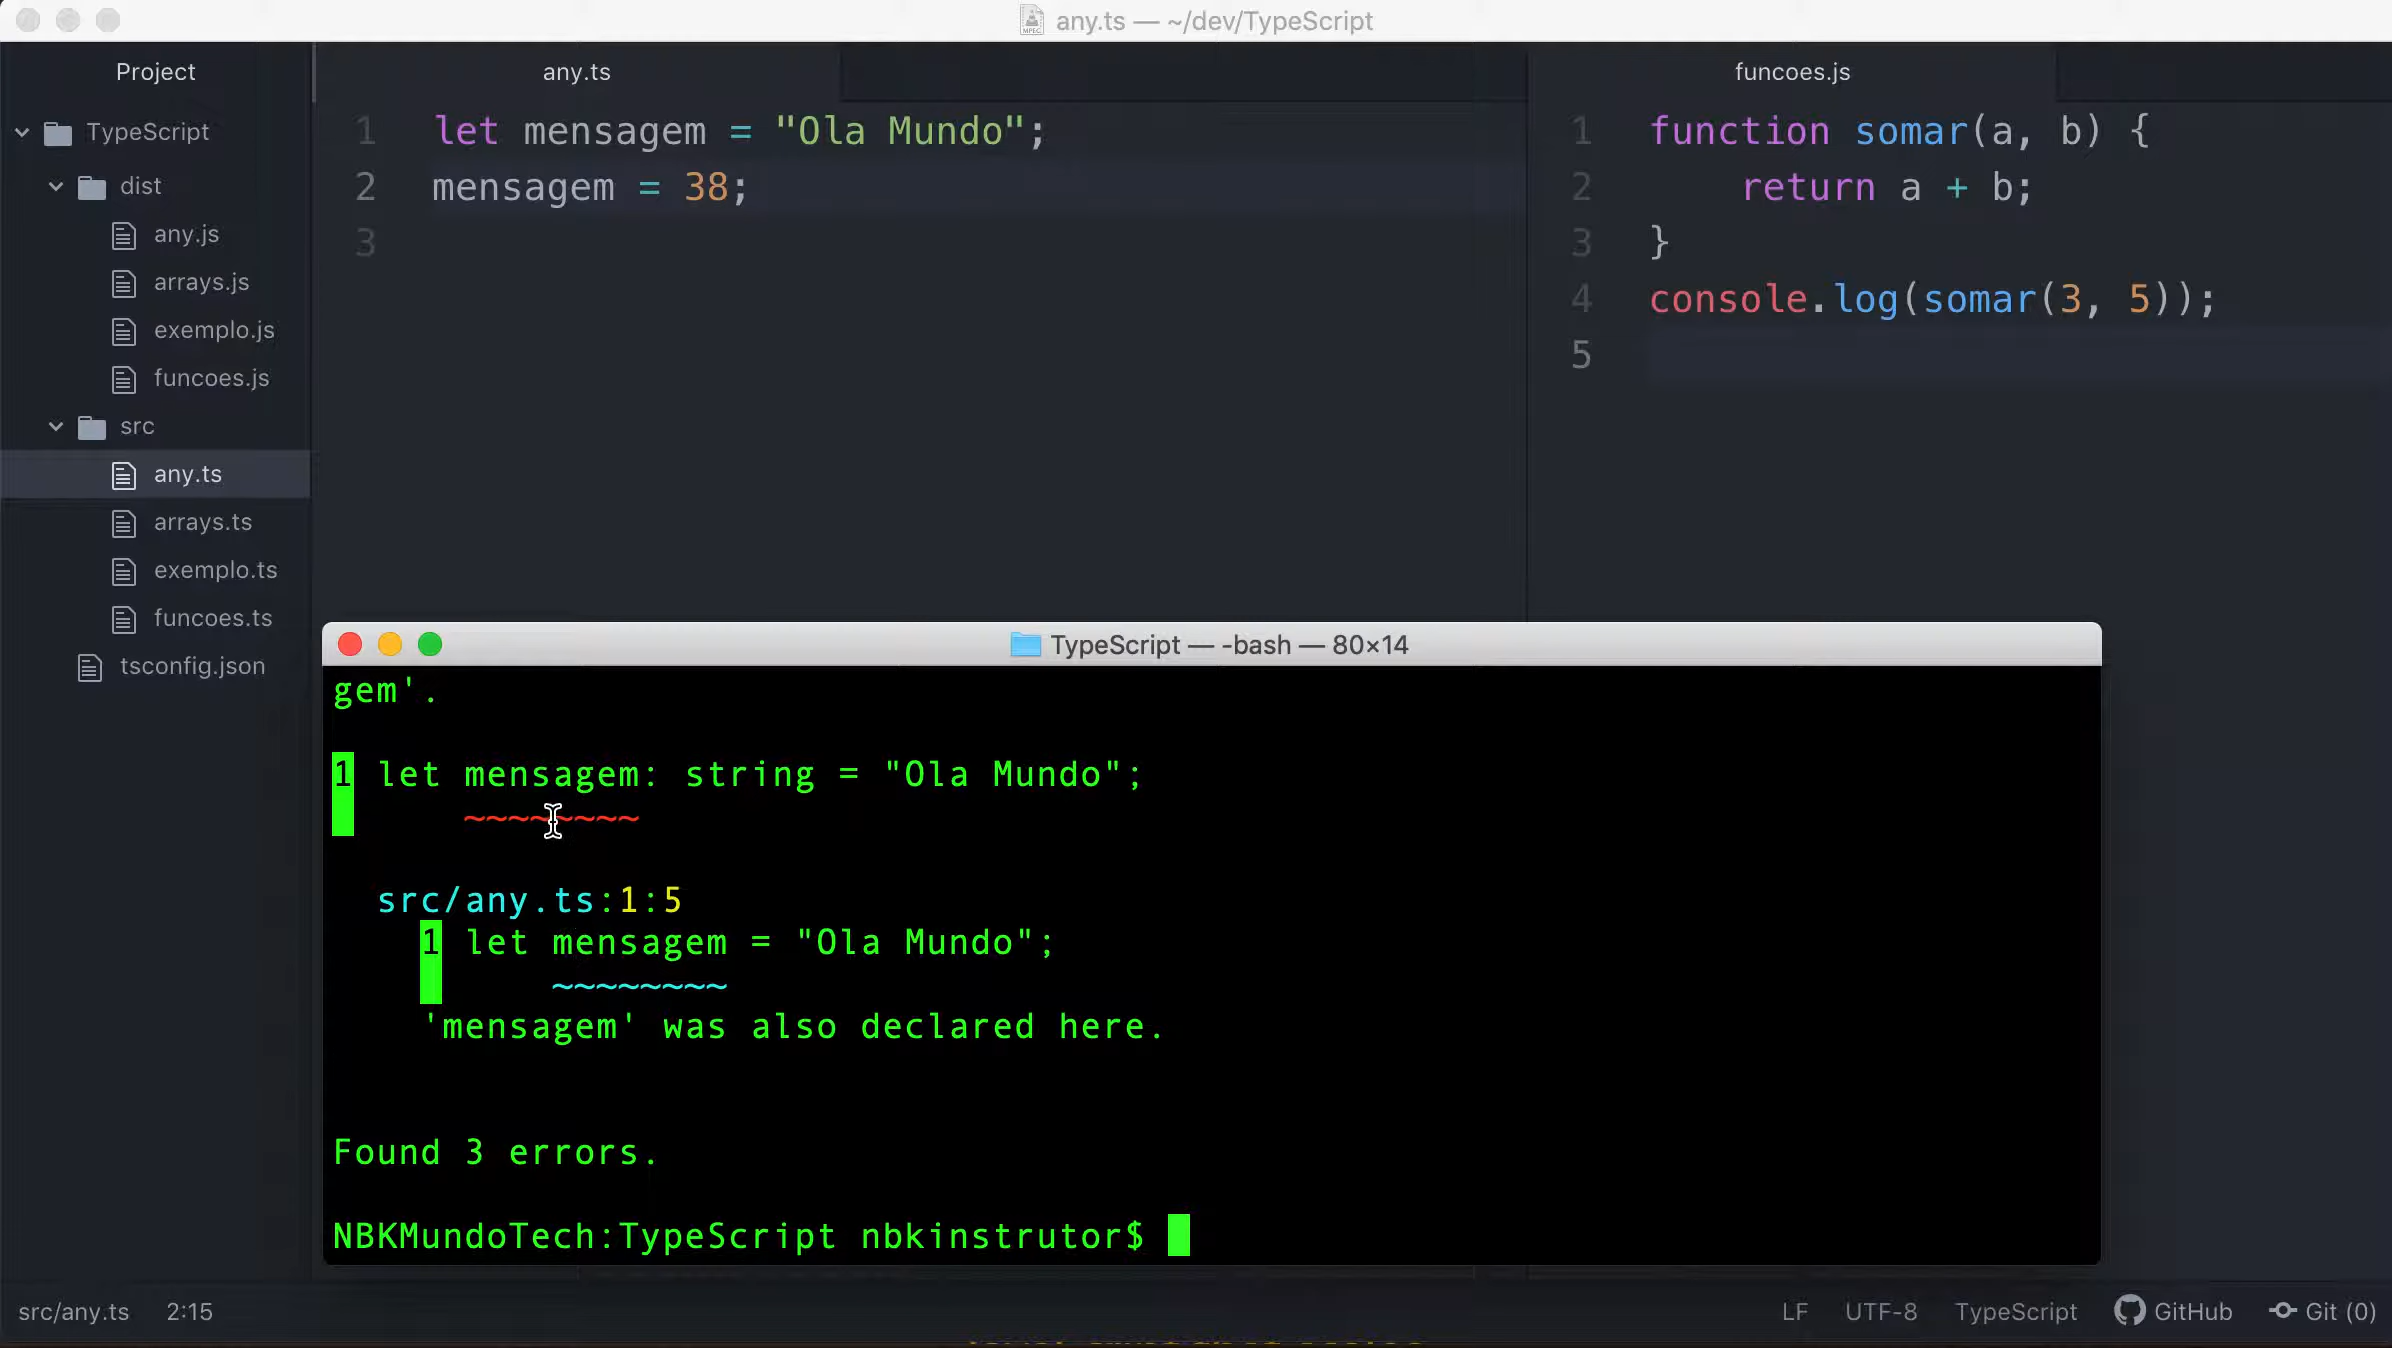 any.ts — ~/dev/TypeScript
Project
TypeScript
dist
any.js
arrays.js
exemplo.js
funcoes.js
src
any.ts
arrays.ts
exemplo.ts
funcoes.ts
tsconfig.json
any.ts
1 let mensagem = "Ola Mundo";
2 mensagem = 38;
3
funcoes.js
1 function somar(a, b) {
2 return a + b;
3 }
4 console.log(somar(3, 5));
5
TypeScript — -bash — 80×14
gem'.
1 let mensagem: string = "Ola Mundo";
~~~~~~~~
src/any.ts:1:5
1 let mensagem = "Ola Mundo";
~~~~~~~~
'mensagem' was also declared here.
Found 3 errors.
NBKMundoTech:TypeScript nbkinstrutor$
src/any.ts 2:15
LF UTF-8 TypeScript GitHub Git (0)